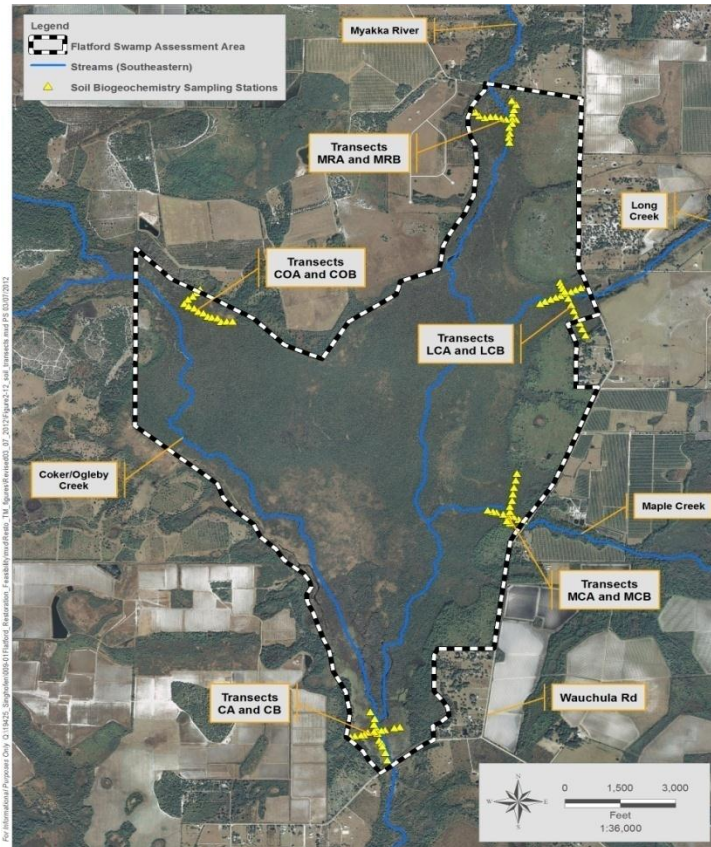 Legend
Flatford Swamp Assessment Area
Streams (Southeastern)
Soil Biogeochemistry Sampling Stations
Myakka River
Transects
MRA and MRB
Long
Creek
Transects
COA and COB
Transects
LCA and LCB
Coker/Ogleby
Creek
Maple Creek
Transects
MCA and MCB
Transects
CA and CB
Wauchula Rd
N
W
E
S
0 1,500 3,000
Feet
1:36,000
For Informational Purposes Only